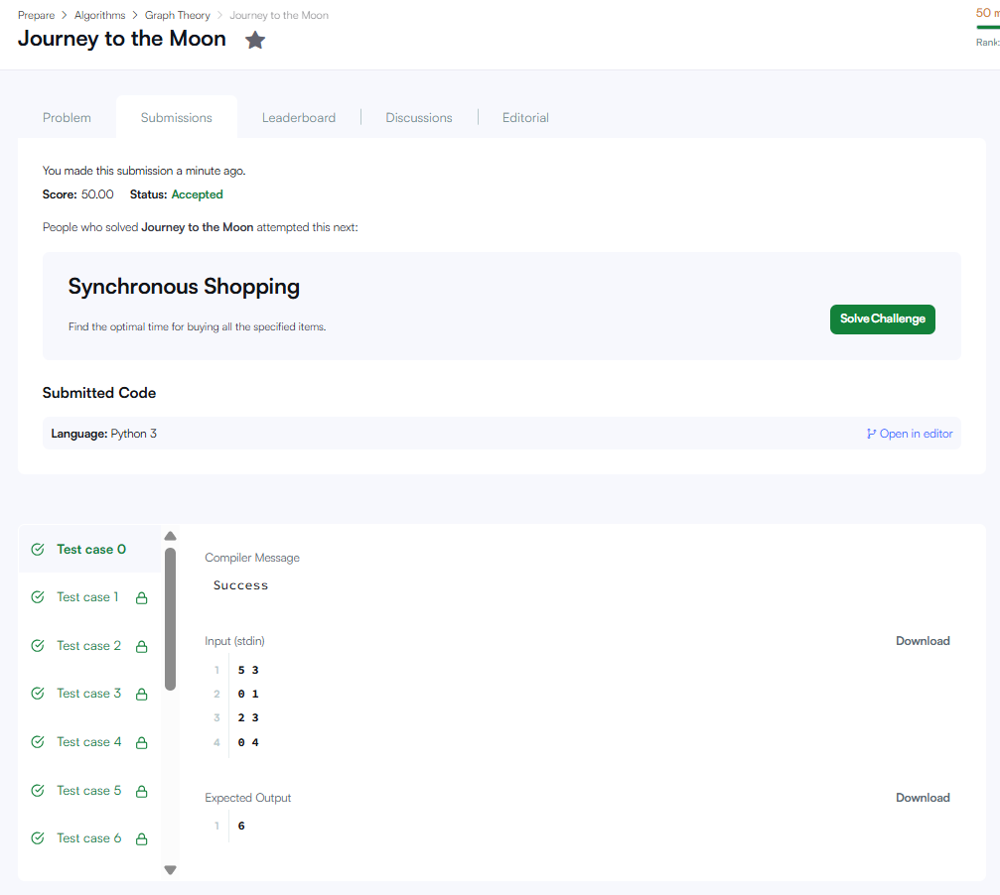 Prepare > Algorithms > Graph Theory > Journey to the Moon
Journey to the Moon
50 m
Rank:
Problem
Submissions
Leaderboard
Discussions
Editorial
You made this submission a minute ago.
Score: 50.00 Status: Accepted
People who solved Journey to the Moon attempted this next:
Synchronous Shopping
Find the optimal time for buying all the specified items.
Solve Challenge
Submitted Code
Language: Python 3
Open in editor
Test case 0
Test case 1
Test case 2
Test case 3
Test case 4
Test case 5
Test case 6
Compiler Message
Success
Input (stdin)
Download
1 5 3
2 0 1
3 2 3
4 0 4
Expected Output
Download
1 6